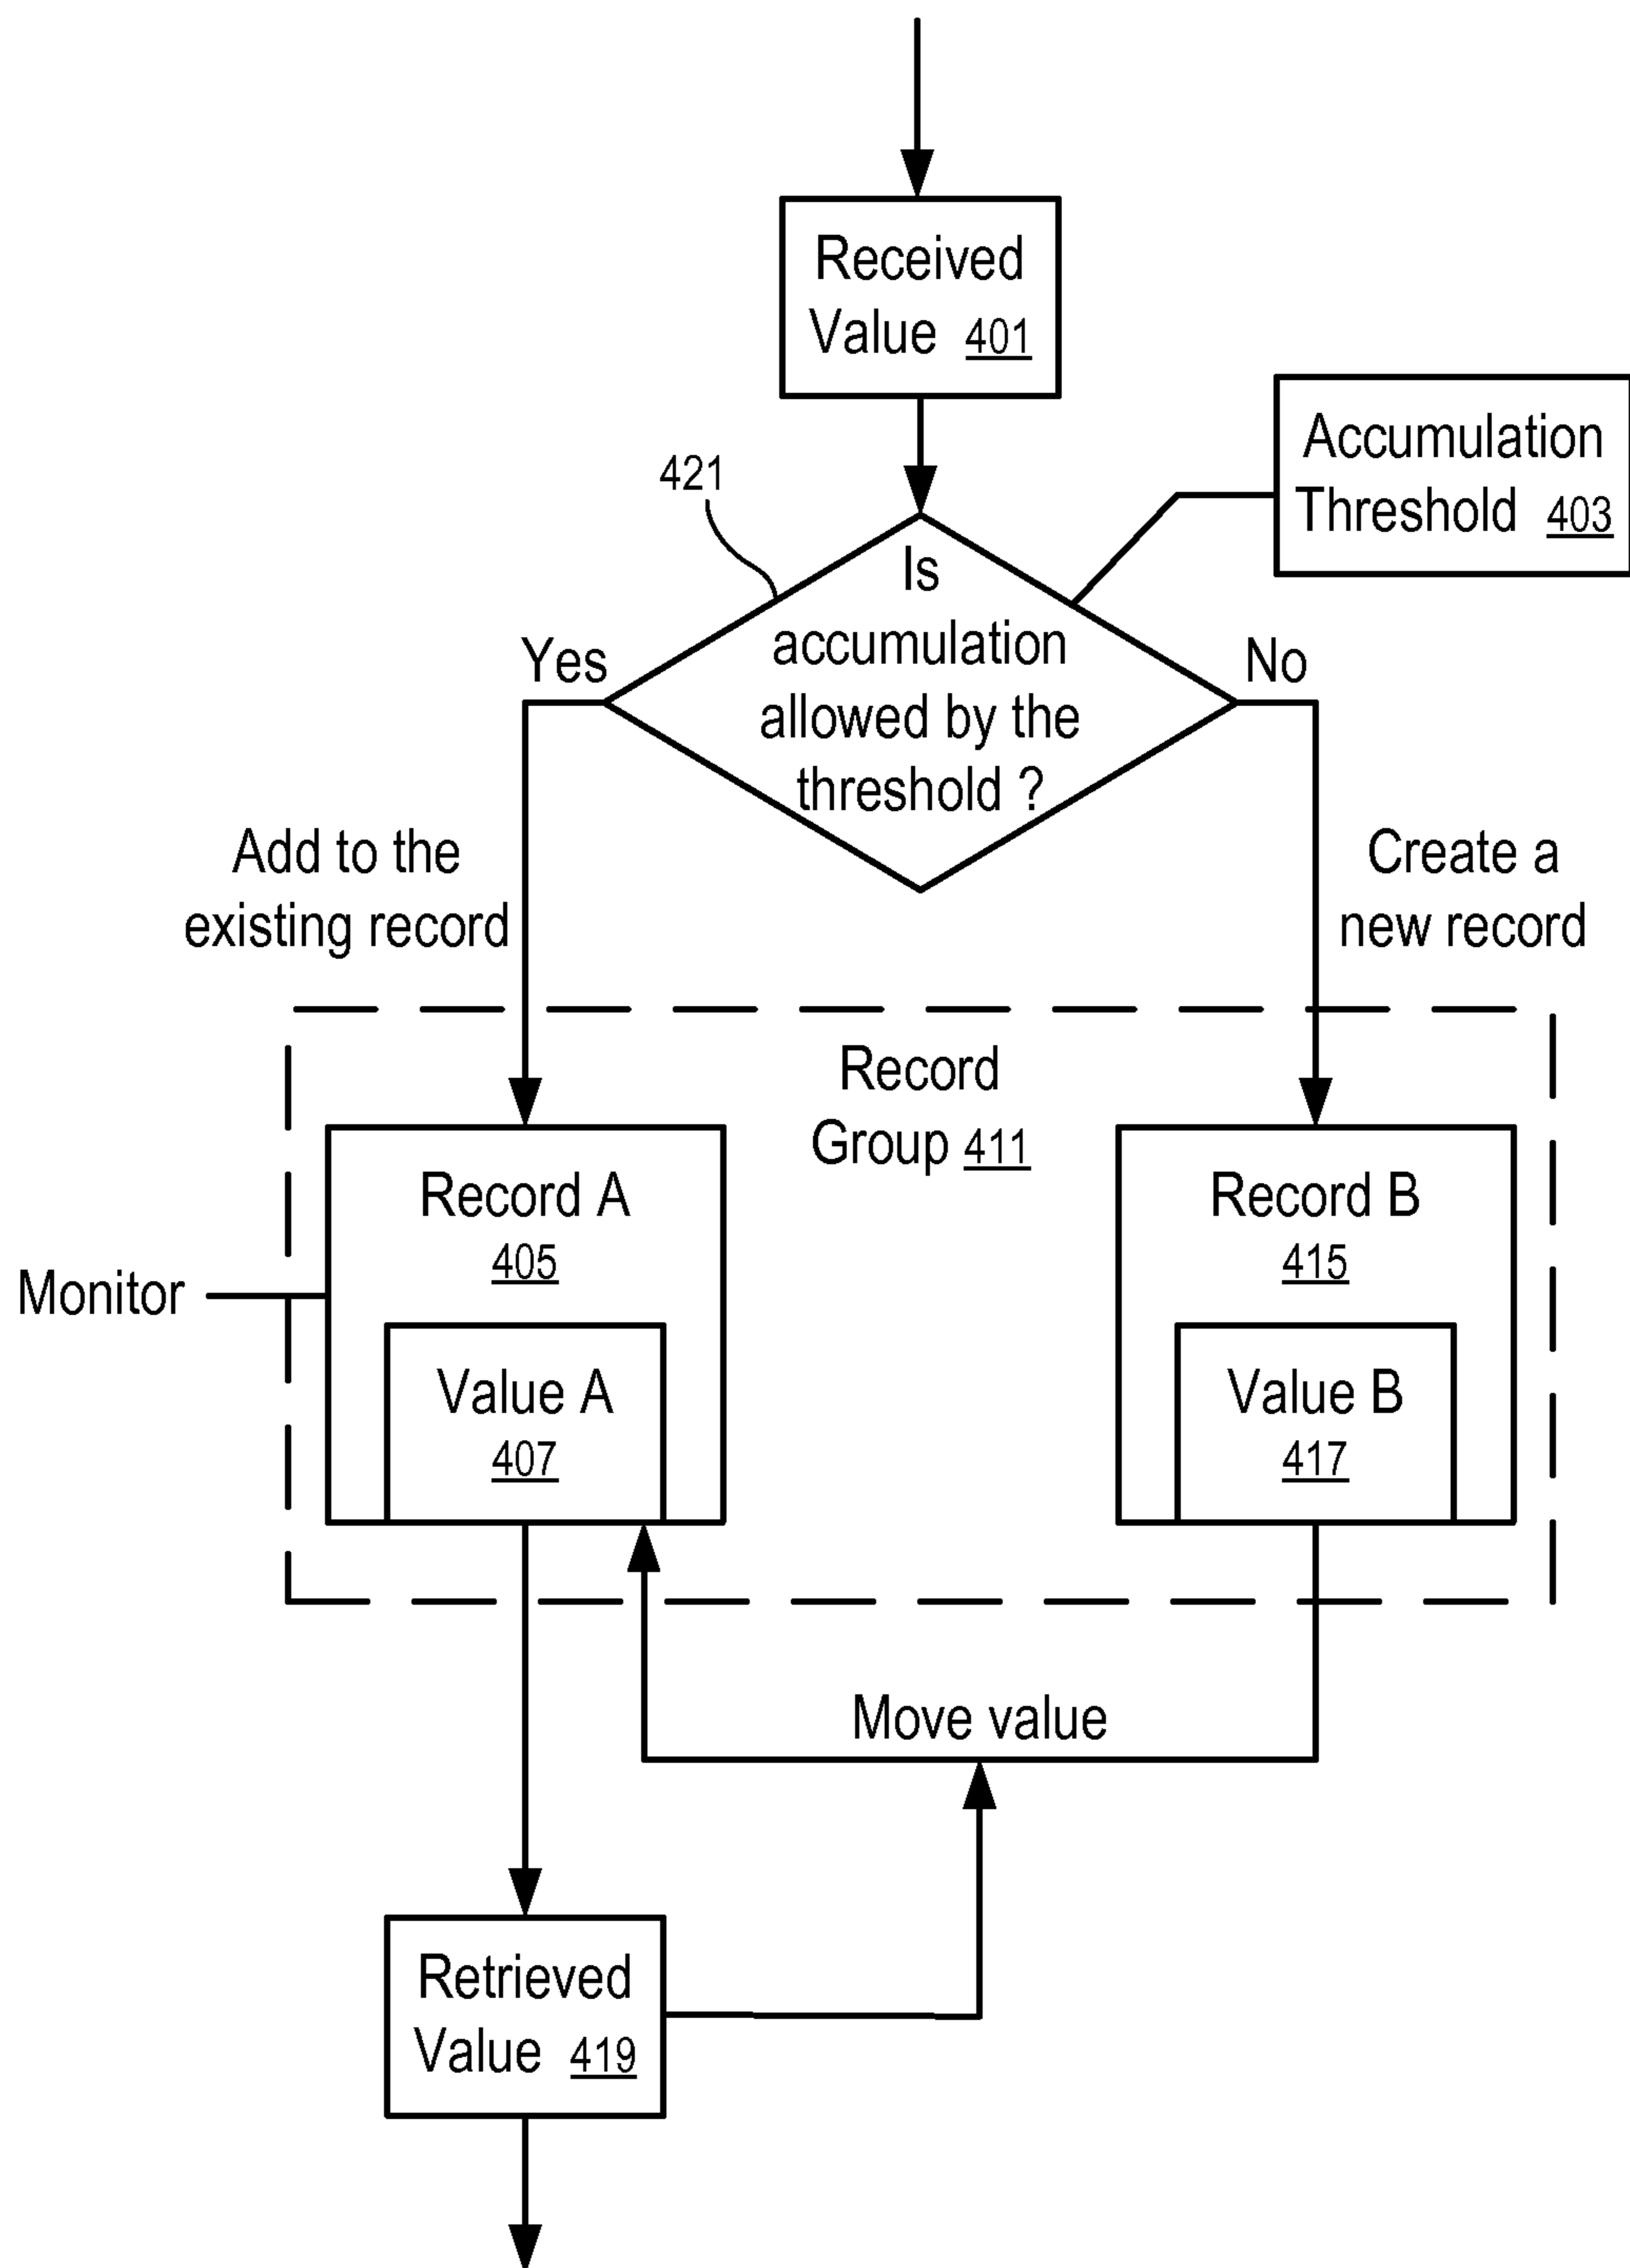 Received
Value 401
Accumulation
Threshold 403
421
Is
accumulation
allowed by the
threshold ?
Yes
No
Add to the
existing record
Create a
new record
Record
Group 411
Record A
405
Value A
407
Record B
415
Value B
417
Monitor
Move value
Retrieved
Value 419